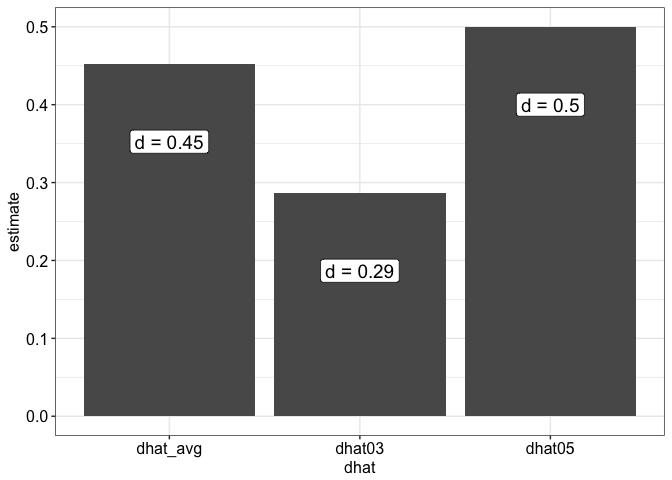 estimate
0.5
0.4
0.3
0.2
0.1
0.0
d = 0.45
d = 0.29
d = 0.5
dhat_avg
dhat03
dhat05
dhat